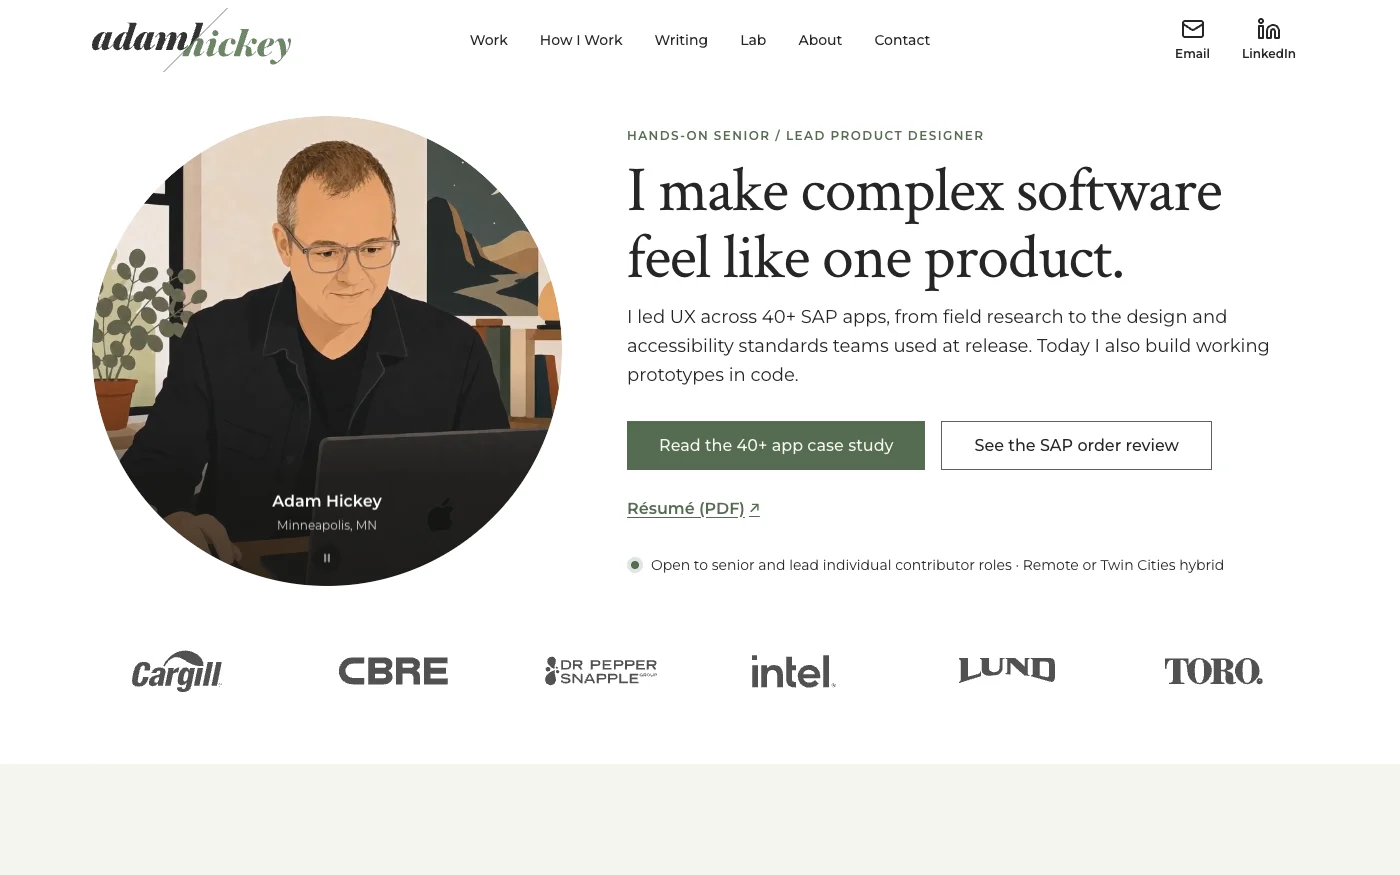 adam/hickey
Work
How I Work
Writing
Lab
About
Contact
Email
LinkedIn
HANDS-ON SENIOR / LEAD PRODUCT DESIGNER
I make complex software
feel like one product.
I led UX across 40+ SAP apps, from field research to the design and
accessibility standards teams used at release. Today I also build working
prototypes in code.
Read the 40+ app case study
See the SAP order review
Résumé (PDF) ↗
Open to senior and lead individual contributor roles · Remote or Twin Cities hybrid
Adam Hickey
Minneapolis, MN
Cargill
CBRE
DR PEPPER
SNAPPLE GROUP
intel
LUND
TORO.